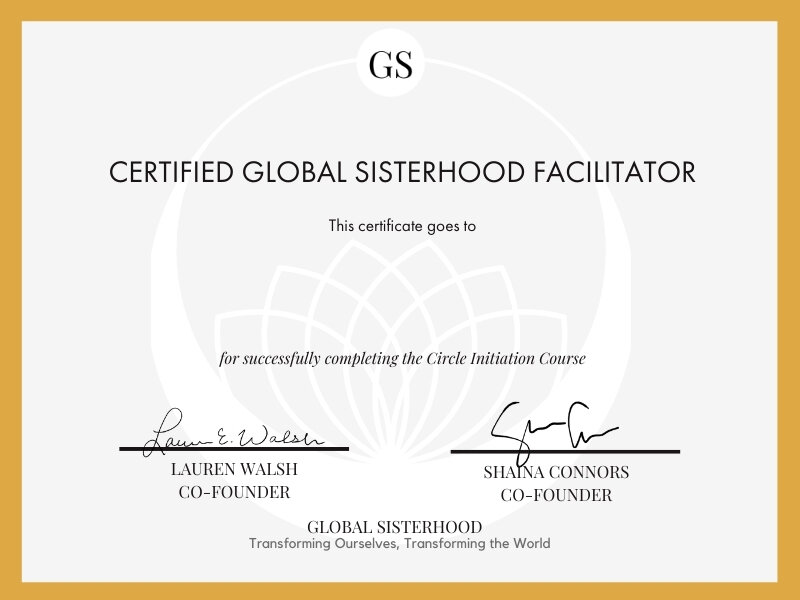 GS
CERTIFIED GLOBAL SISTERHOOD FACILITATOR
This certificate goes to
for successfully completing the Circle Initiation Course
Lauren E. Walsh
LAUREN WALSH
CO-FOUNDER
SHAINA CONNORS
CO-FOUNDER
GLOBAL SISTERHOOD
Transforming Ourselves, Transforming the World